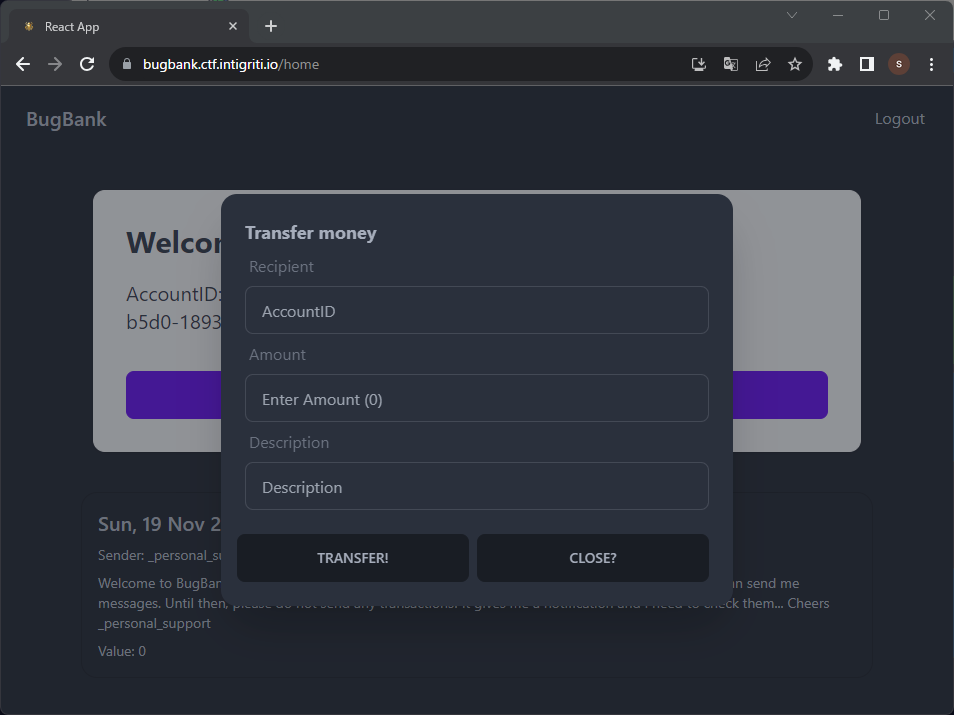 React App
bugbank.ctf.intigriti.io/home
S
BugBank
Logout
Transfer money
Recipient
AccountID
Amount
Enter Amount (0)
Description
Description
TRANSFER!
CLOSE?
AccountID:
b5d0-1893
Sun, 19 Nov 2
Sender: _personal_su
Welcome to BugBan
n send me
messages. Until then, please do not send any transactions. It gives me a notification and I need to check them... Cheers
_personal_support
Value: 0